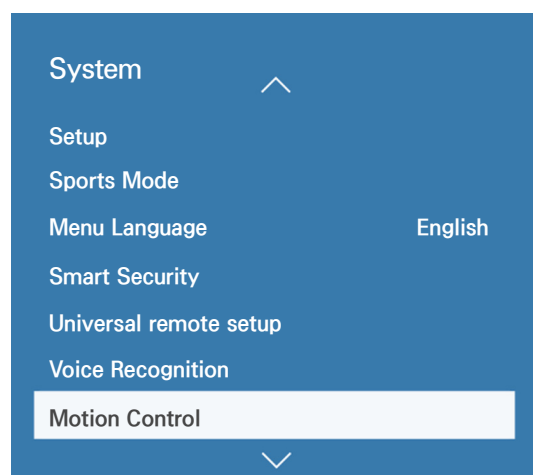 System
Setup
Sports Mode
Menu Language English
Smart Security
Universal remote setup
Voice Recognition
Motion Control